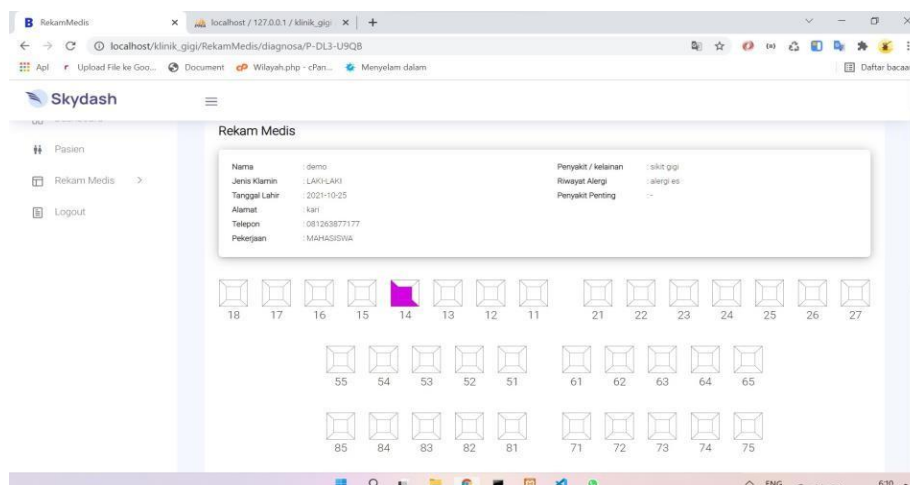 RekamMedis
localhost / 127.0.0.1 / klinik_gigi
localhost/klinik_gigi/RekamMedis/diagnosa/P-DL3-U9QB
Apl Upload File ke Goo... Document Wilayah.php - cPan... Menyelam dalam Daftar bacaan
Skydash
Pasien
Rekam Medis
Logout
Rekam Medis
Nama : demo Penyakit / kelainan : sikit gigi
Jenis Klamin : LAKI-LAKI Riwayat Alergi : alergi es
Tanggal Lahir : 2021-10-25 Penyakit Penting : -
Alamat : kari
Telepon : 081263877177
Pekerjaan : MAHASISWA
18 17 16 15 14 13 12 11 21 22 23 24 25 26 27
55 54 53 52 51 61 62 63 64 65
85 84 83 82 81 71 72 73 74 75
ENG 6:10